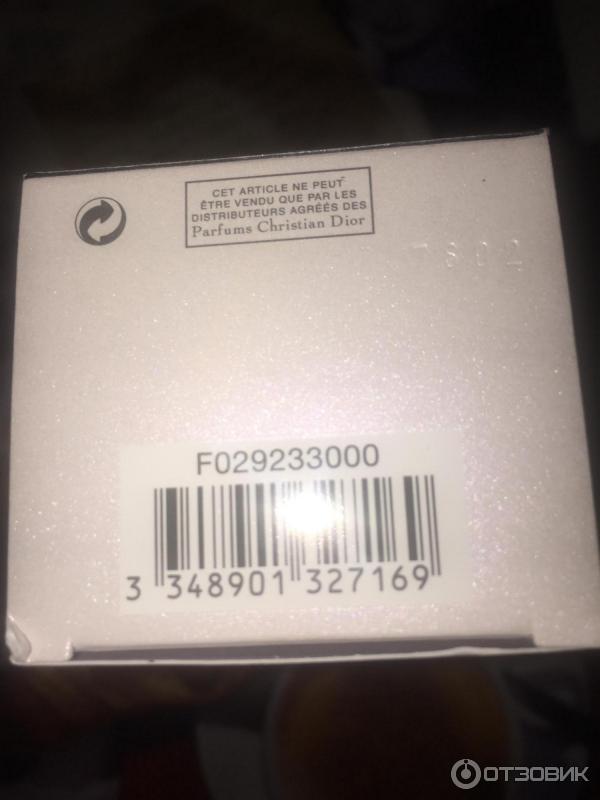 CET ARTICLE NE PEUT
ÊTRE VENDU QUE PAR LES
DISTRIBUTEURS AGRÉÉS DES
Parfums Christian Dior
F029233000
3 348901 327169
ОТЗОВИК